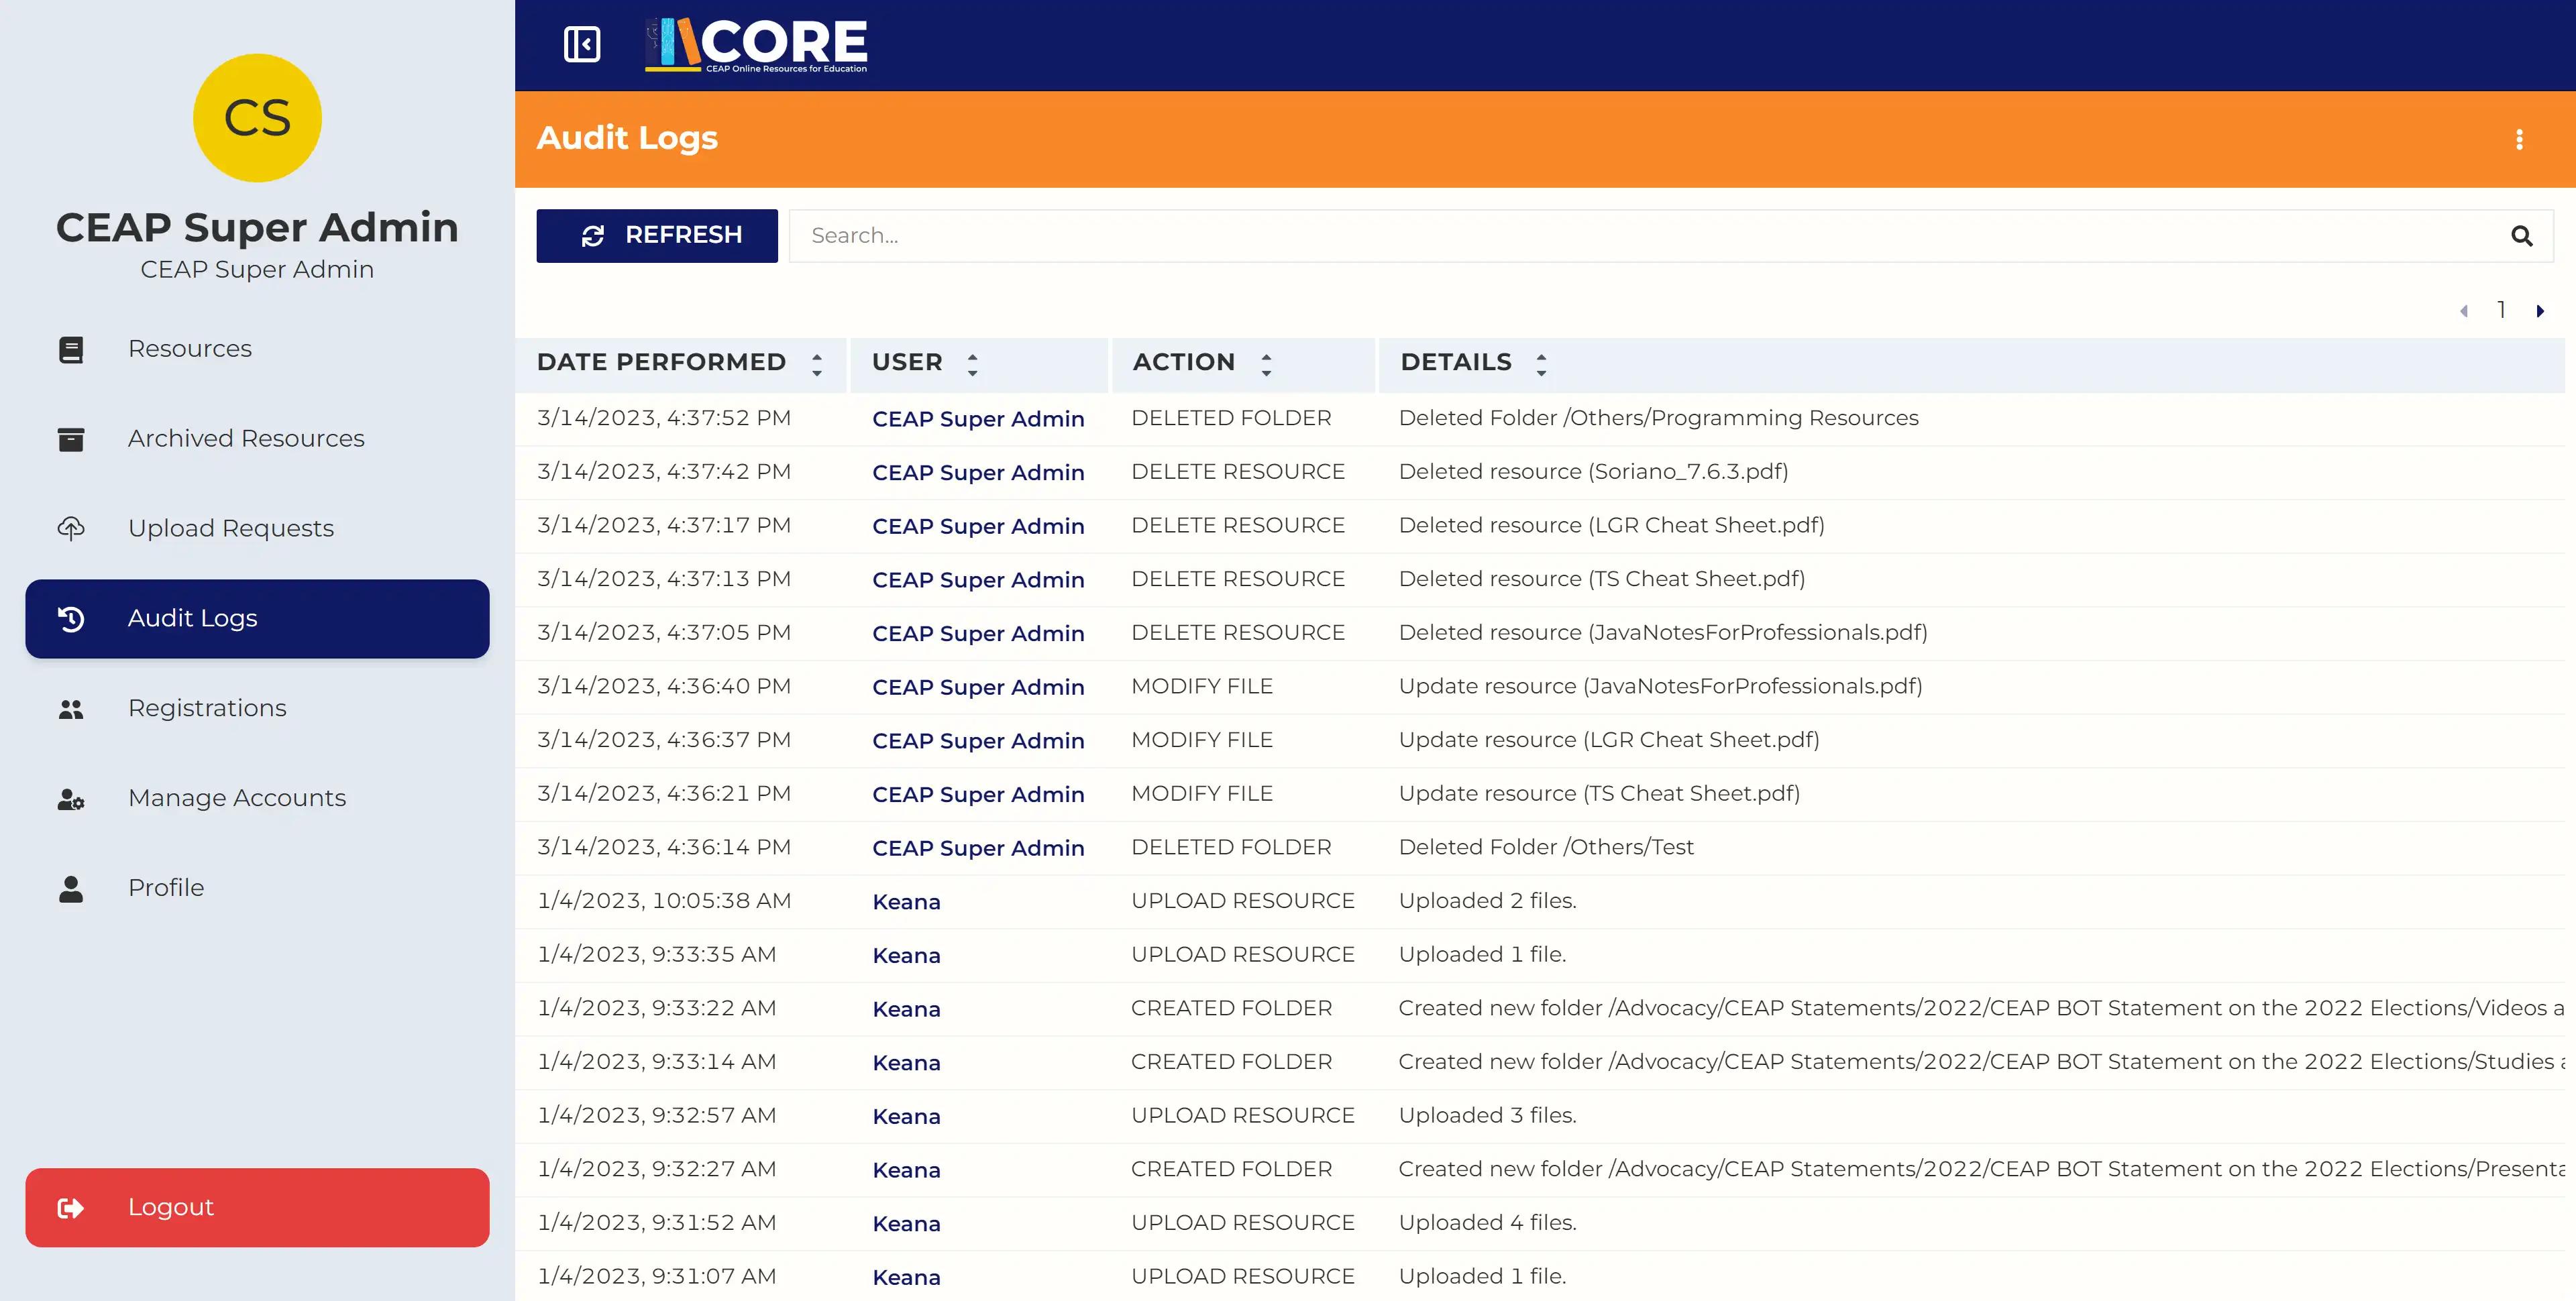 CS
CEAP Super Admin
CEAP Super Admin
Resources
Archived Resources
Upload Requests
Audit Logs
Registrations
Manage Accounts
Profile
Logout
CORE
CEAP Online Resources for Education
Audit Logs
REFRESH
Search...
1
DATE PERFORMED USER ACTION DETAILS
3/14/2023, 4:37:52 PM CEAP Super Admin DELETED FOLDER Deleted Folder /Others/Programming Resources
3/14/2023, 4:37:42 PM CEAP Super Admin DELETE RESOURCE Deleted resource (Soriano_7.6.3.pdf)
3/14/2023, 4:37:17 PM CEAP Super Admin DELETE RESOURCE Deleted resource (LGR Cheat Sheet.pdf)
3/14/2023, 4:37:13 PM CEAP Super Admin DELETE RESOURCE Deleted resource (TS Cheat Sheet.pdf)
3/14/2023, 4:37:05 PM CEAP Super Admin DELETE RESOURCE Deleted resource (JavaNotesForProfessionals.pdf)
3/14/2023, 4:36:40 PM CEAP Super Admin MODIFY FILE Update resource (JavaNotesForProfessionals.pdf)
3/14/2023, 4:36:37 PM CEAP Super Admin MODIFY FILE Update resource (LGR Cheat Sheet.pdf)
3/14/2023, 4:36:21 PM CEAP Super Admin MODIFY FILE Update resource (TS Cheat Sheet.pdf)
3/14/2023, 4:36:14 PM CEAP Super Admin DELETED FOLDER Deleted Folder /Others/Test
1/4/2023, 10:05:38 AM Keana UPLOAD RESOURCE Uploaded 2 files.
1/4/2023, 9:33:35 AM Keana UPLOAD RESOURCE Uploaded 1 file.
1/4/2023, 9:33:22 AM Keana CREATED FOLDER Created new folder /Advocacy/CEAP Statements/2022/CEAP BOT Statement on the 2022 Elections/Videos a
1/4/2023, 9:33:14 AM Keana CREATED FOLDER Created new folder /Advocacy/CEAP Statements/2022/CEAP BOT Statement on the 2022 Elections/Studies a
1/4/2023, 9:32:57 AM Keana UPLOAD RESOURCE Uploaded 3 files.
1/4/2023, 9:32:27 AM Keana CREATED FOLDER Created new folder /Advocacy/CEAP Statements/2022/CEAP BOT Statement on the 2022 Elections/Presenta
1/4/2023, 9:31:52 AM Keana UPLOAD RESOURCE Uploaded 4 files.
1/4/2023, 9:31:07 AM Keana UPLOAD RESOURCE Uploaded 1 file.